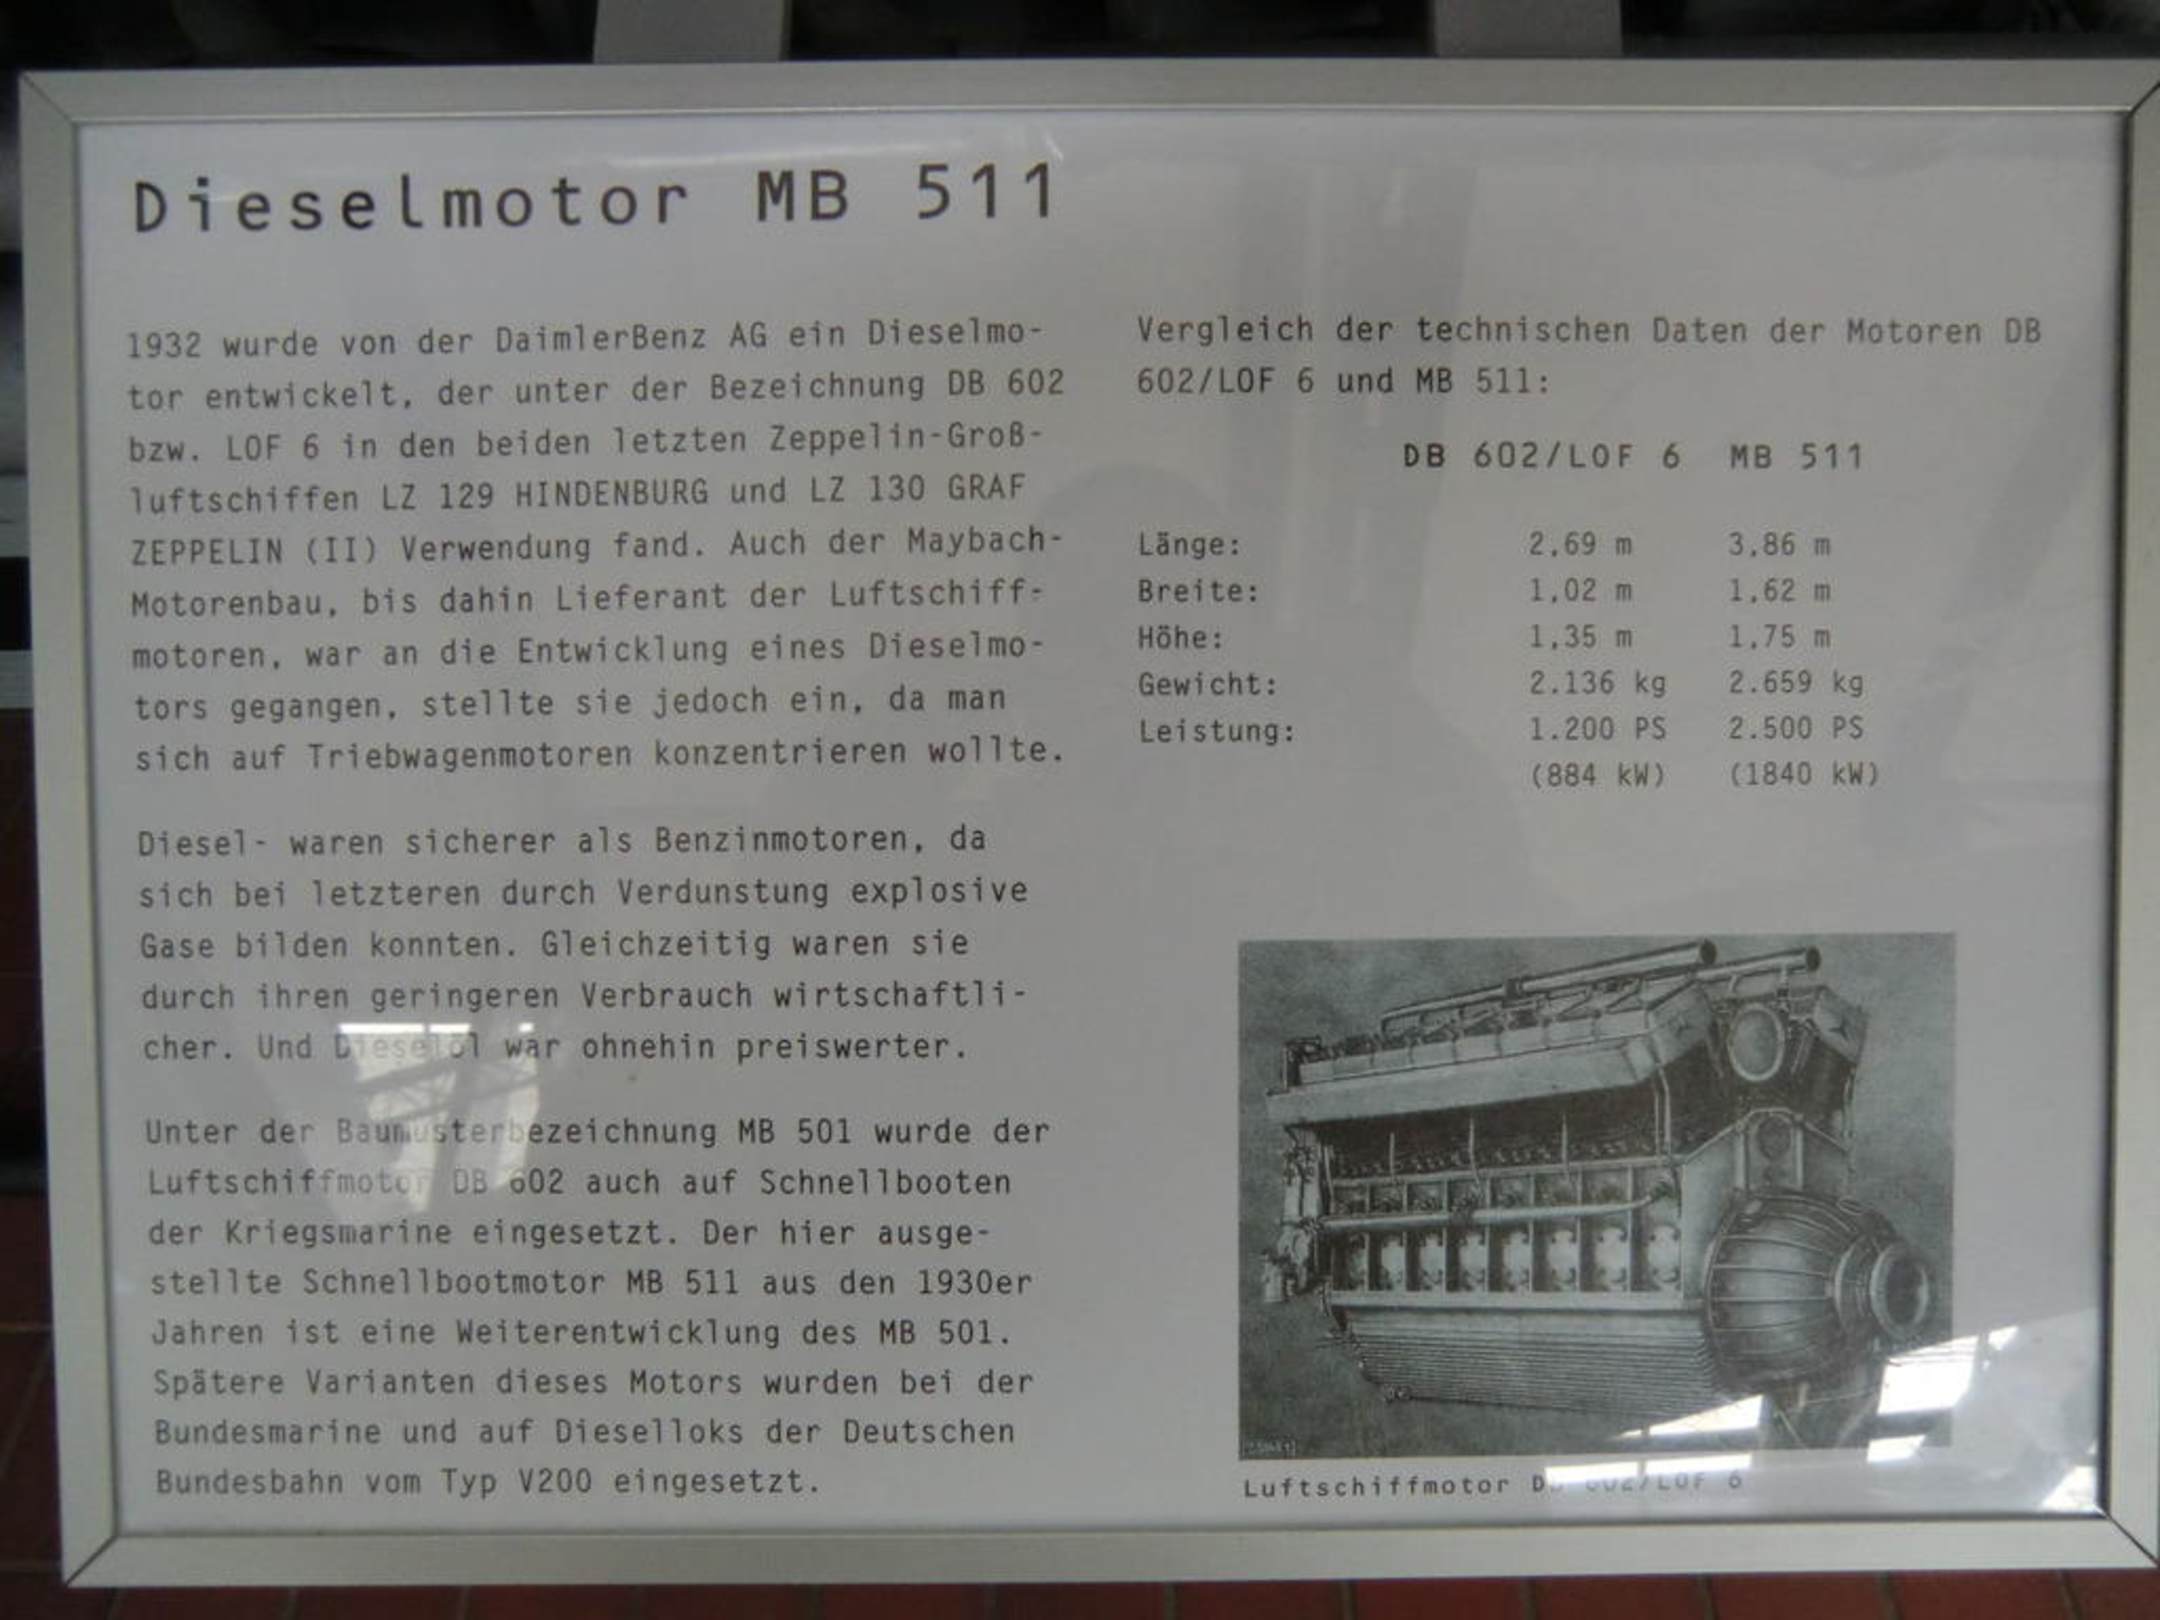 Dieselmotor MB 511
1932 wurde von der DaimlerBenz AG ein Dieselmo-
tor entwickelt, der unter der Bezeichnung DB 602
bzw. LOF 6 in den beiden letzten Zeppelin-Groß-
luftschiffen LZ 129 HINDENBURG und LZ 130 GRAF
ZEPPELIN (II) Verwendung fand. Auch der Maybach-
Motorenbau, bis dahin Lieferant der Luftschiff-
motoren, war an die Entwicklung eines Dieselmo-
tors gegangen, stellte sie jedoch ein, da man
sich auf Triebwagenmotoren konzentrieren wollte.
Diesel- waren sicherer als Benzinmotoren, da
sich bei letzteren durch Verdunstung explosive
Gase bilden konnten. Gleichzeitig waren sie
durch ihren geringeren Verbrauch wirtschaftli-
cher. Und Dieselöl war ohnehin preiswerter.
Unter der Baumusterbezeichnung MB 501 wurde der
Luftschiffmotor DB 602 auch auf Schnellbooten
der Kriegsmarine eingesetzt. Der hier ausge-
stellte Schnellbootmotor MB 511 aus den 1930er
Jahren ist eine Weiterentwicklung des MB 501.
Spätere Varianten dieses Motors wurden bei der
Bundesmarine und auf Dieselloks der Deutschen
Bundesbahn vom Typ V200 eingesetzt.
Vergleich der technischen Daten der Motoren DB
602/LOF 6 und MB 511:
DB 602/LOF 6 MB 511
Länge: 2,69 m 3,86 m
Breite: 1,02 m 1,62 m
Höhe: 1,35 m 1,75 m
Gewicht: 2.136 kg 2.659 kg
Leistung: 1.200 PS 2.500 PS
(884 kW) (1840 kW)
Luftschiffmotor DB 602/LOF 6